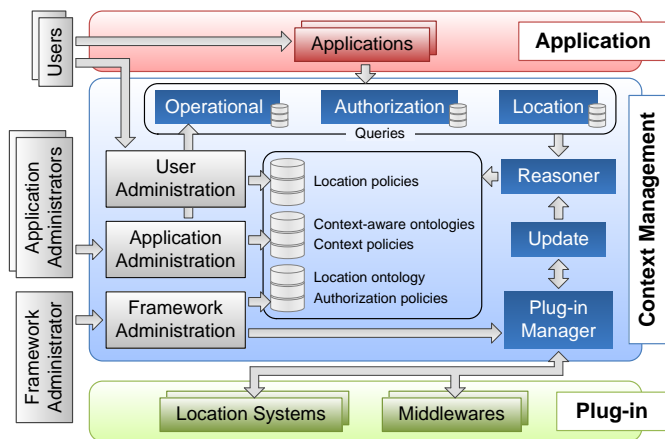 Users
Applications
Application
Operational
Authorization
Location
Queries
User
Administration
Location policies
Reasoner
Application
Administrators
Application
Administration
Context-aware ontologies
Context policies
Update
Context Management
Framework
Administrator
Framework
Administration
Location ontology
Authorization policies
Plug-in
Manager
Location Systems
Middlewares
Plug-in